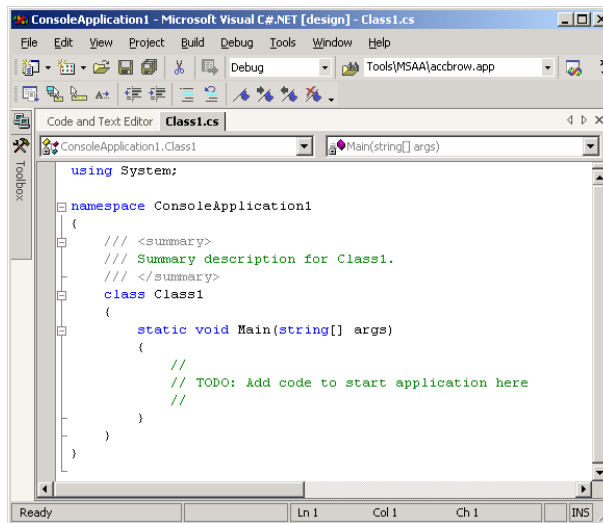 ConsoleApplication1 - Microsoft Visual C#.NET [design] - Class1.cs
File Edit View Project Build Debug Tools Window Help
Debug Tools\MSAA\accbrow.app
Code and Text Editor Class1.cs
ConsoleApplication1.Class1 Main(string[] args)
Toolbox
using System;
namespace ConsoleApplication1
{
/// <summary>
/// Summary description for Class1.
/// </summary>
class Class1
{
static void Main(string[] args)
{
//
// TODO: Add code to start application here
//
}
}
}
Ready Ln 1 Col 1 Ch 1 INS